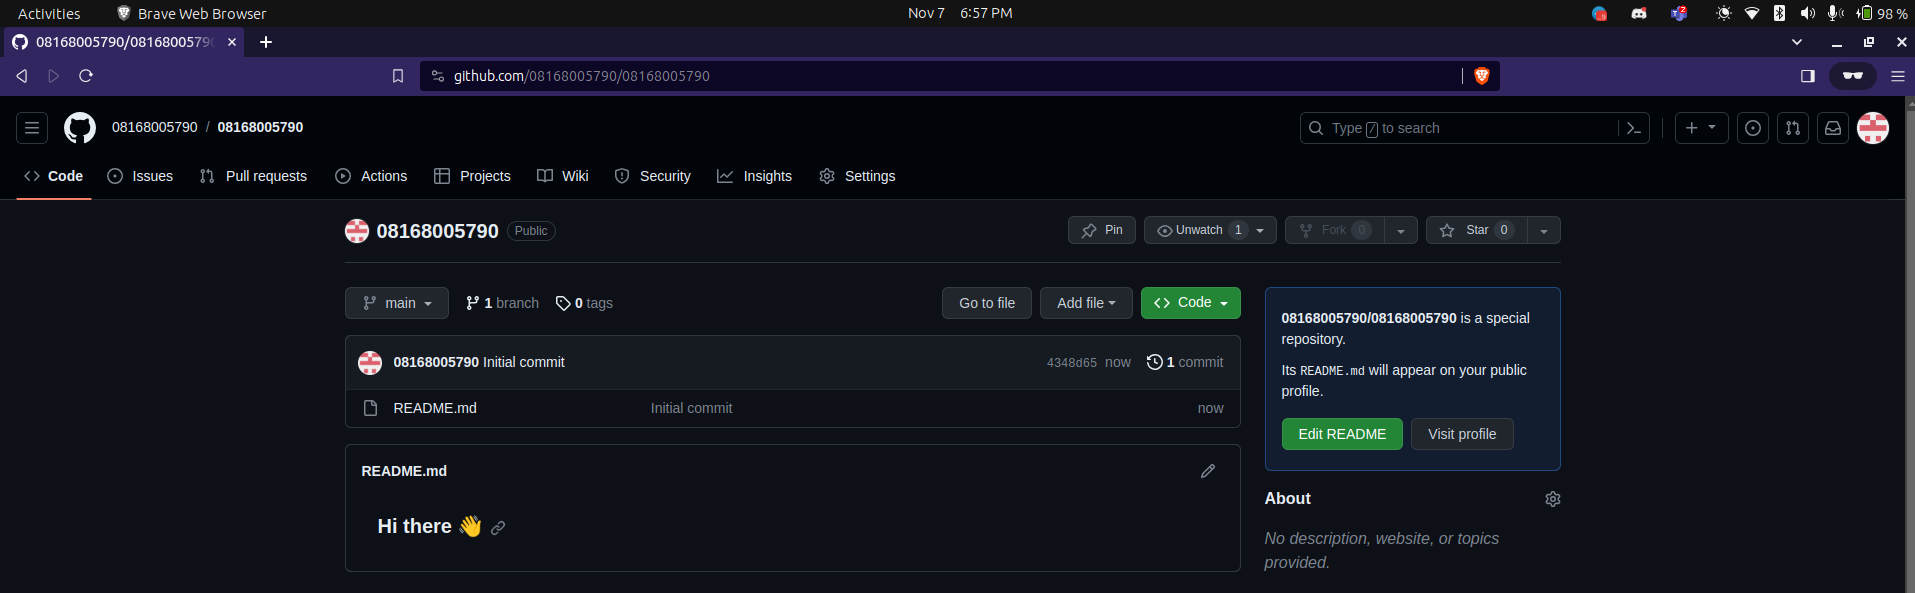 Activities Brave Web Browser Nov 7 6:57 PM 2 98 %
08168005790/08168005790
github.com/08168005790/08168005790
08168005790 / 08168005790 Type / to search
Code Issues Pull requests Actions Projects Wiki Security Insights Settings
08168005790 Public Pin Unwatch 1 Fork 0 Star 0
main 1 branch 0 tags Go to file Add file Code
08168005790 Initial commit 4348d65 now 1 commit
README.md Initial commit now
README.md
Hi there 👋
08168005790/08168005790 is a special
repository.
Its README.md will appear on your public
profile.
Edit README Visit profile
About
No description, website, or topics
provided.